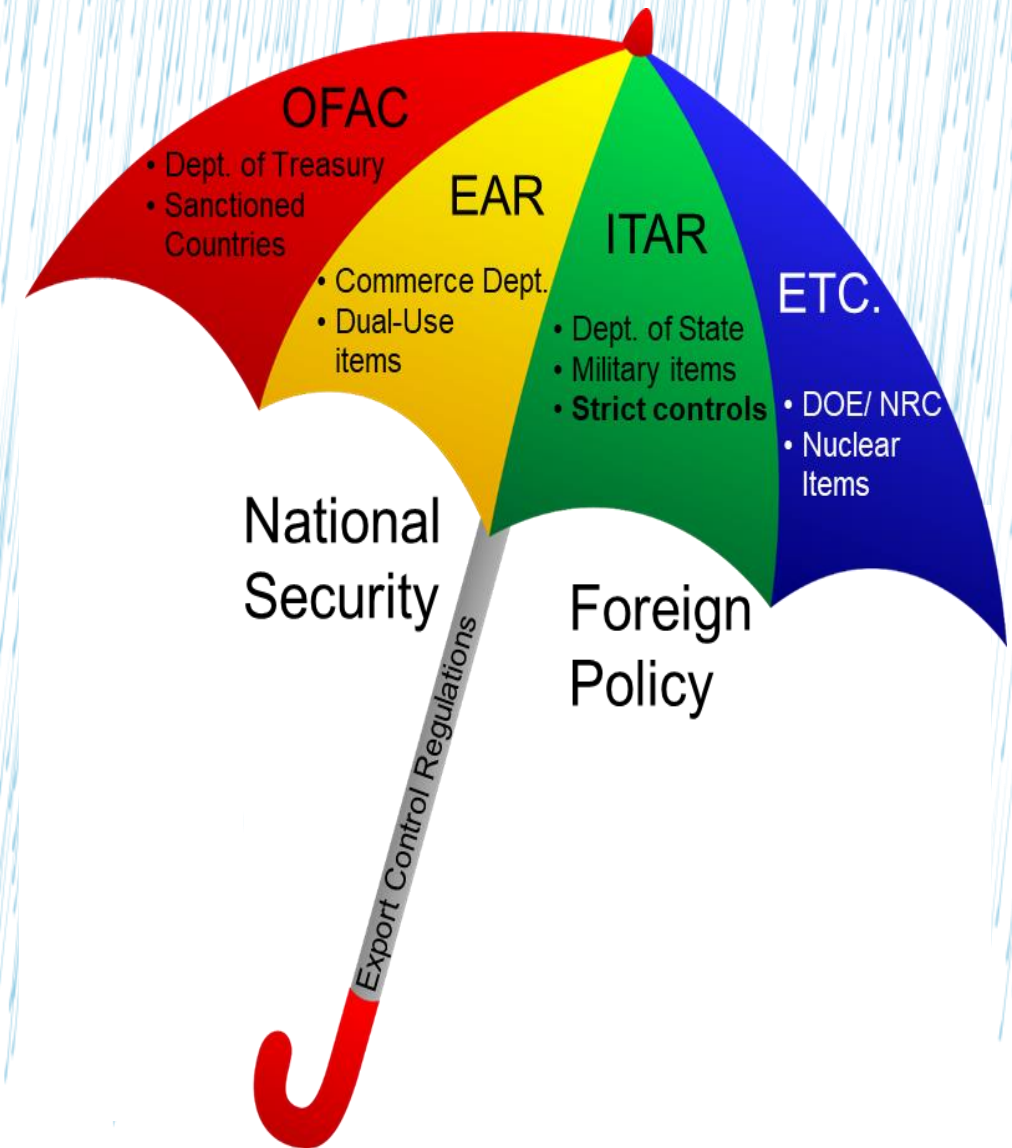 OFAC
• Dept. of Treasury
• Sanctioned
Countries
EAR
• Commerce Dept.
• Dual-Use
items
ITAR
• Dept. of State
• Military items
• Strict controls
ETC.
• DOE/ NRC
• Nuclear
Items
National
Security
Foreign
Policy
Export Control Regulations